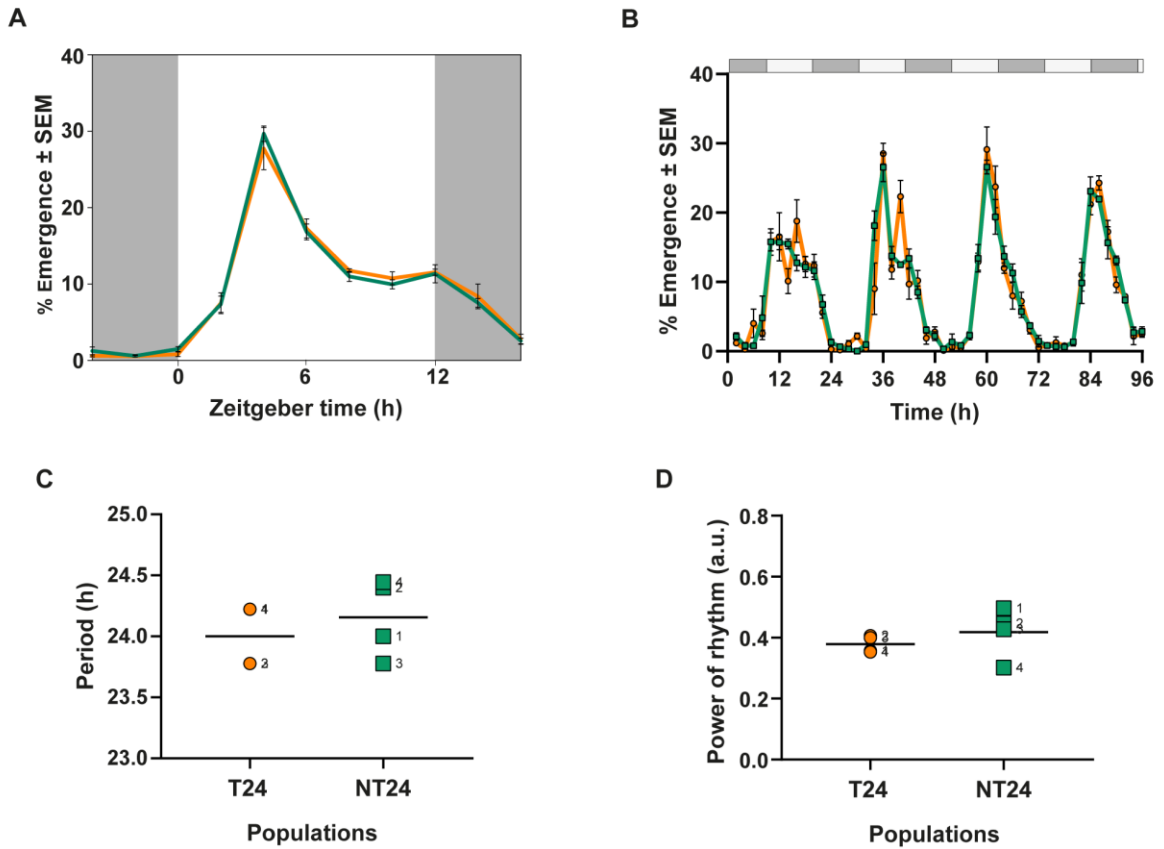 A
% Emergence ± SEM
40
30
20
10
0
0 6 12
Zeitgeber time (h)
B
% Emergence ± SEM
40
30
20
10
0
0 12 24 36 48 60 72 84 96
Time (h)
C
Period (h)
25.0
24.5
24.0
23.5
23.0
4
2
1
3
T24 NT24
Populations
D
Power of rhythm (a.u.)
0.8
0.6
0.4
0.2
0.0
1
2
3
4
T24 NT24
Populations